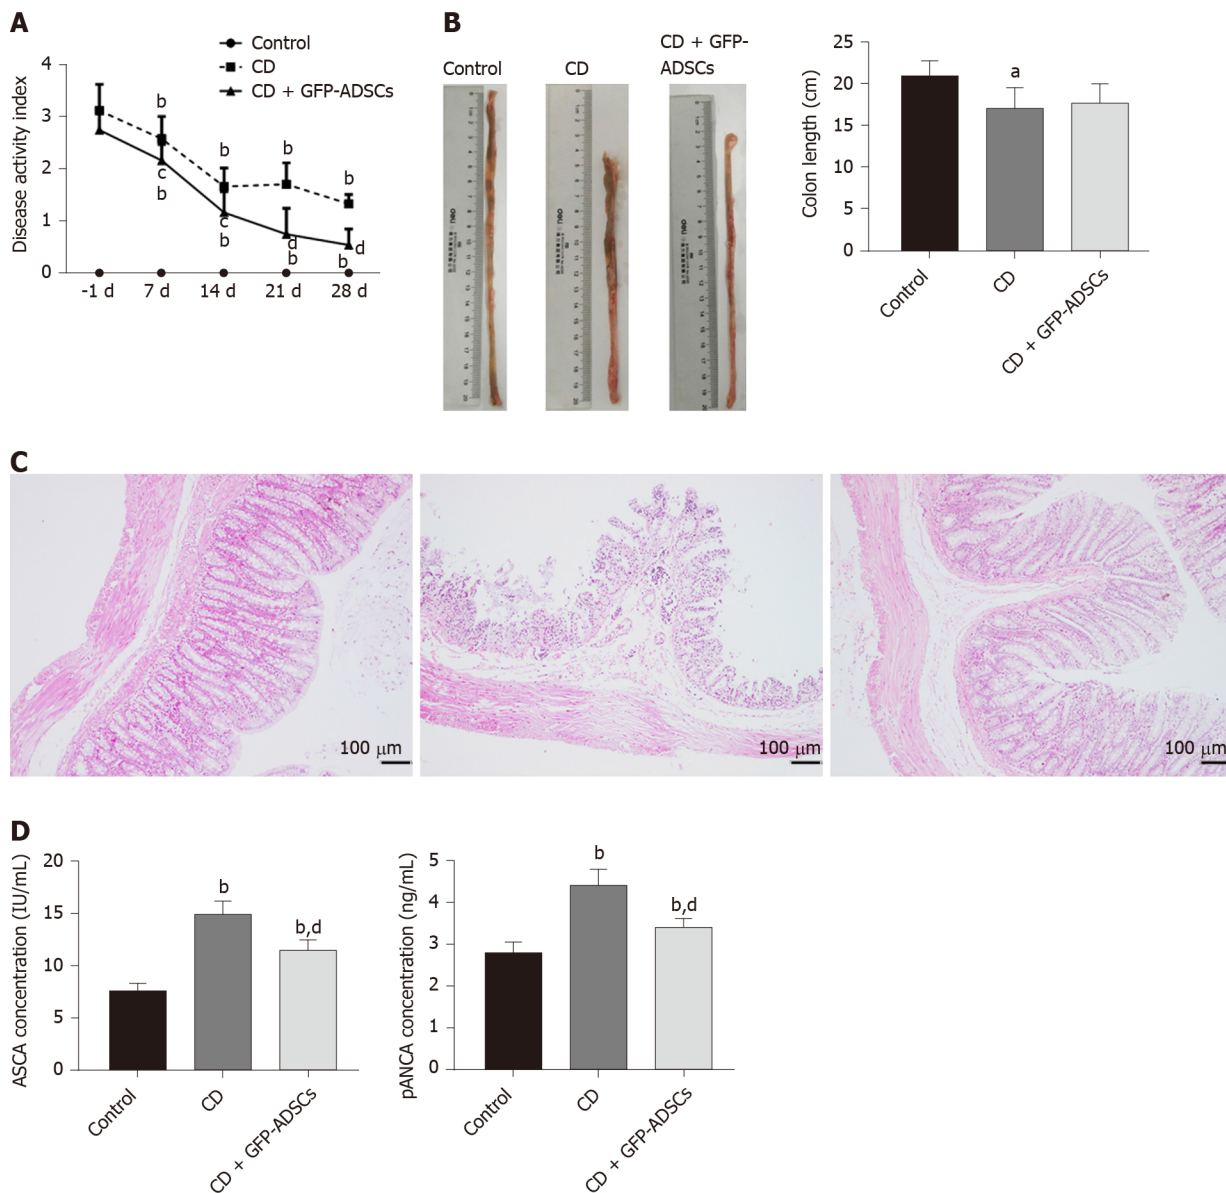 A
Control
CD
CD + GFP-ADSCs
Disease activity index
4
3
2
1
0
b
b
b
b
b
c
b
c
b
d
b
d
b
-1 d
7 d
14 d
21 d
28 d
B
Control
CD
CD + GFP-
ADSCs
Colon length (cm)
25
20
15
10
5
0
a
Control
CD
CD + GFP-ADSCs
C
100 μm
100 μm
100 μm
D
ASCA concentration (IU/mL)
20
15
10
5
0
b
b,d
Control
CD
CD + GFP-ADSCs
pANCA concentration (ng/mL)
5
4
3
2
1
0
b
b,d
Control
CD
CD + GFP-ADSCs